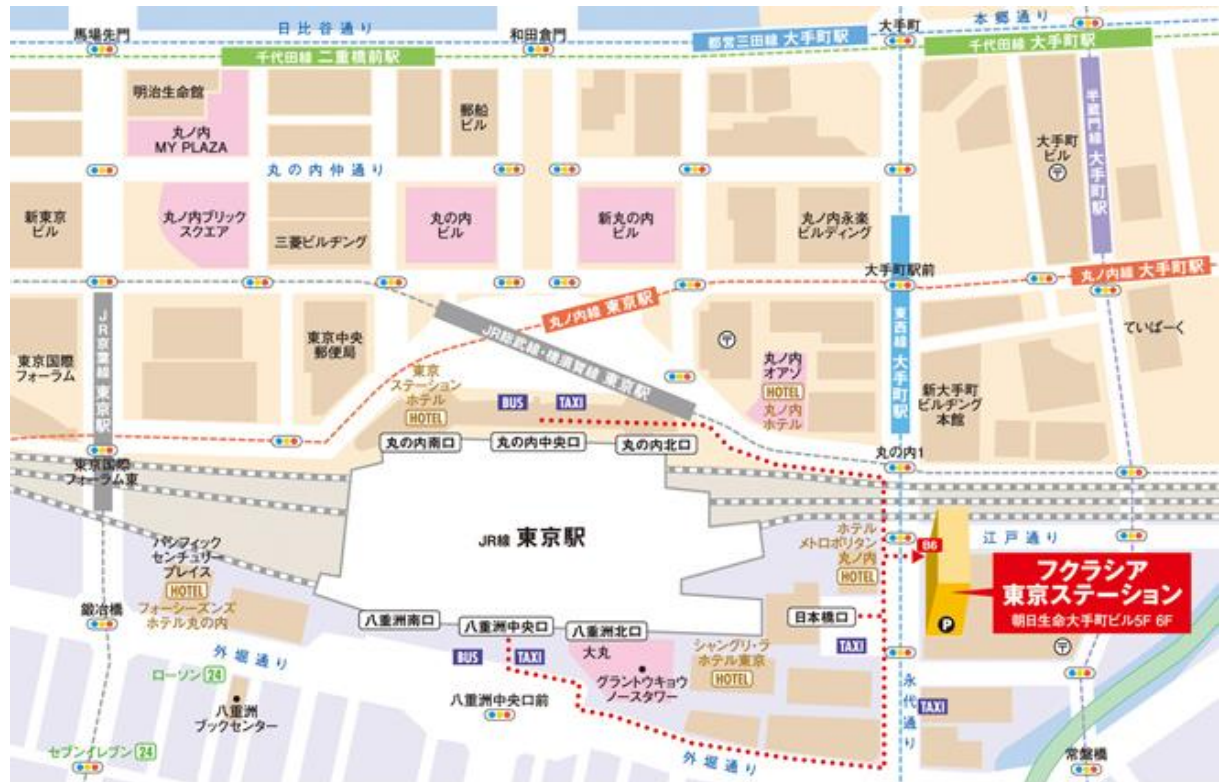 本郷通り
大手町
日比谷通り
馬場先門
和田倉門
都営三田線 大手町駅
千代田線 大手町駅
千代田線 二重橋前駅
半蔵門線 大手町駅
明治生命館
丸ノ内
MY PLAZA
郵船
ビル
大手町
ビル
丸の内仲通り
新東京
ビル
丸ノ内ブリック
スクエア
三菱ビルヂング
丸の内
ビル
新丸の内
ビル
丸ノ内永楽
ビルディング
大手町駅前
丸ノ内線 大手町駅
JR京葉線 東京駅
丸ノ内線 東京駅
JR総武線・横須賀線 東京駅
東西線 大手町駅
ていぱーく
東京国際
フォーラム
東京中央
郵便局
東京
ステーション
ホテル
HOTEL
BUS
TAXI
丸ノ内
オアゾ
HOTEL
丸ノ内
ホテル
新大手町
ビルヂング
本館
丸の内南口
丸の内中央口
丸の内北口
丸の内1
東京国際
フォーラム東
JR線 東京駅
ホテル
メトロポリタン
丸ノ内
HOTEL
B6
江戸通り
パシフィック
センチュリー
プレイス
HOTEL
フォーシーズンズ
ホテル丸の内
フクラシア
東京ステーション
朝日生命大手町ビル5F 6F
P
鍛冶橋
八重洲南口
八重洲中央口
八重洲北口
日本橋口
外堀通り
BUS
TAXI
大丸
シャングリ・ラ
ホテル東京
HOTEL
TAXI
ローソン 24
グラントウキョウ
ノースタワー
八重洲
ブックセンター
八重洲中央口前
永代通り
TAXI
セブンイレブン 24
外堀通り
常盤橋